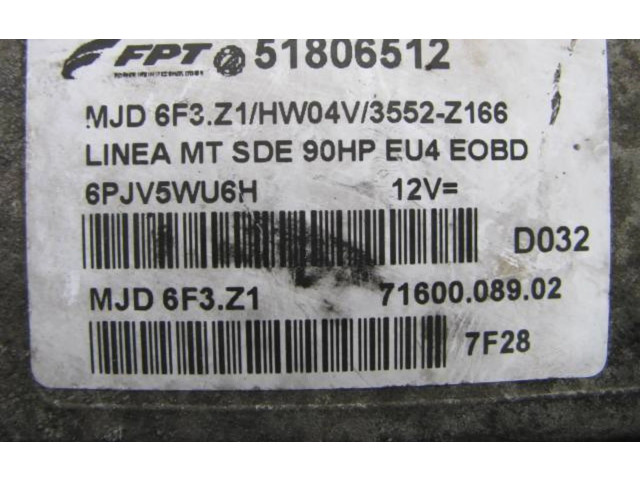 FPT 51806512
MJD 6F3.Z1/HW04V/3552-Z166
LINEA MT SDE 90HP EU4 EOBD
6PJV5WU6H 12V=
D032
MJD 6F3.Z1 71600.089.02
7F28